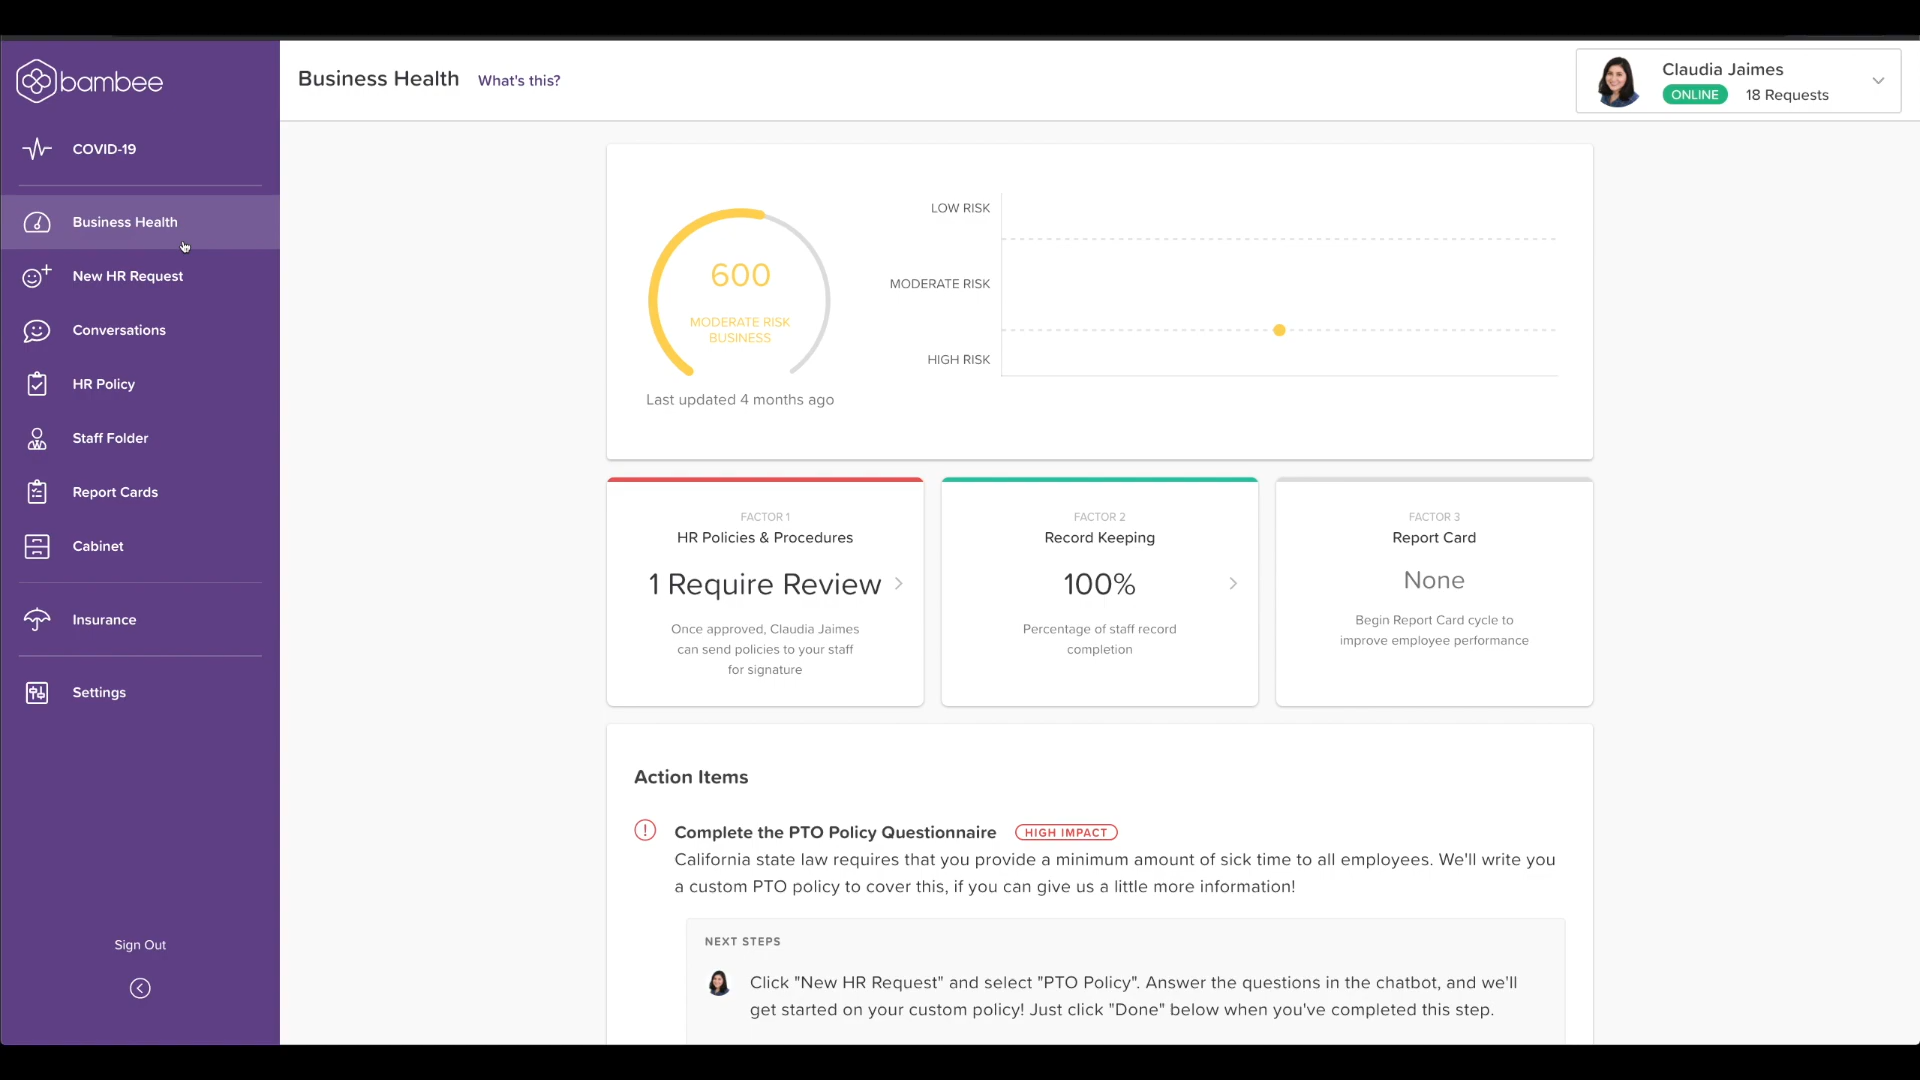 bambee
COVID-19
Business Health
New HR Request
Conversations
HR Policy
Staff Folder
Report Cards
Cabinet
Insurance
Settings
Sign Out
Business Health What's this?
Claudia Jaimes
ONLINE 18 Requests
600
MODERATE RISK
BUSINESS
Last updated 4 months ago
LOW RISK
MODERATE RISK
HIGH RISK
FACTOR 1
HR Policies & Procedures
1 Require Review
Once approved, Claudia Jaimes
can send policies to your staff
for signature
FACTOR 2
Record Keeping
100%
Percentage of staff record
completion
FACTOR 3
Report Card
None
Begin Report Card cycle to
improve employee performance
Action Items
Complete the PTO Policy Questionnaire HIGH IMPACT
California state law requires that you provide a minimum amount of sick time to all employees. We'll write you
a custom PTO policy to cover this, if you can give us a little more information!
NEXT STEPS
Click "New HR Request" and select "PTO Policy". Answer the questions in the chatbot, and we'll
get started on your custom policy! Just click "Done" below when you've completed this step.